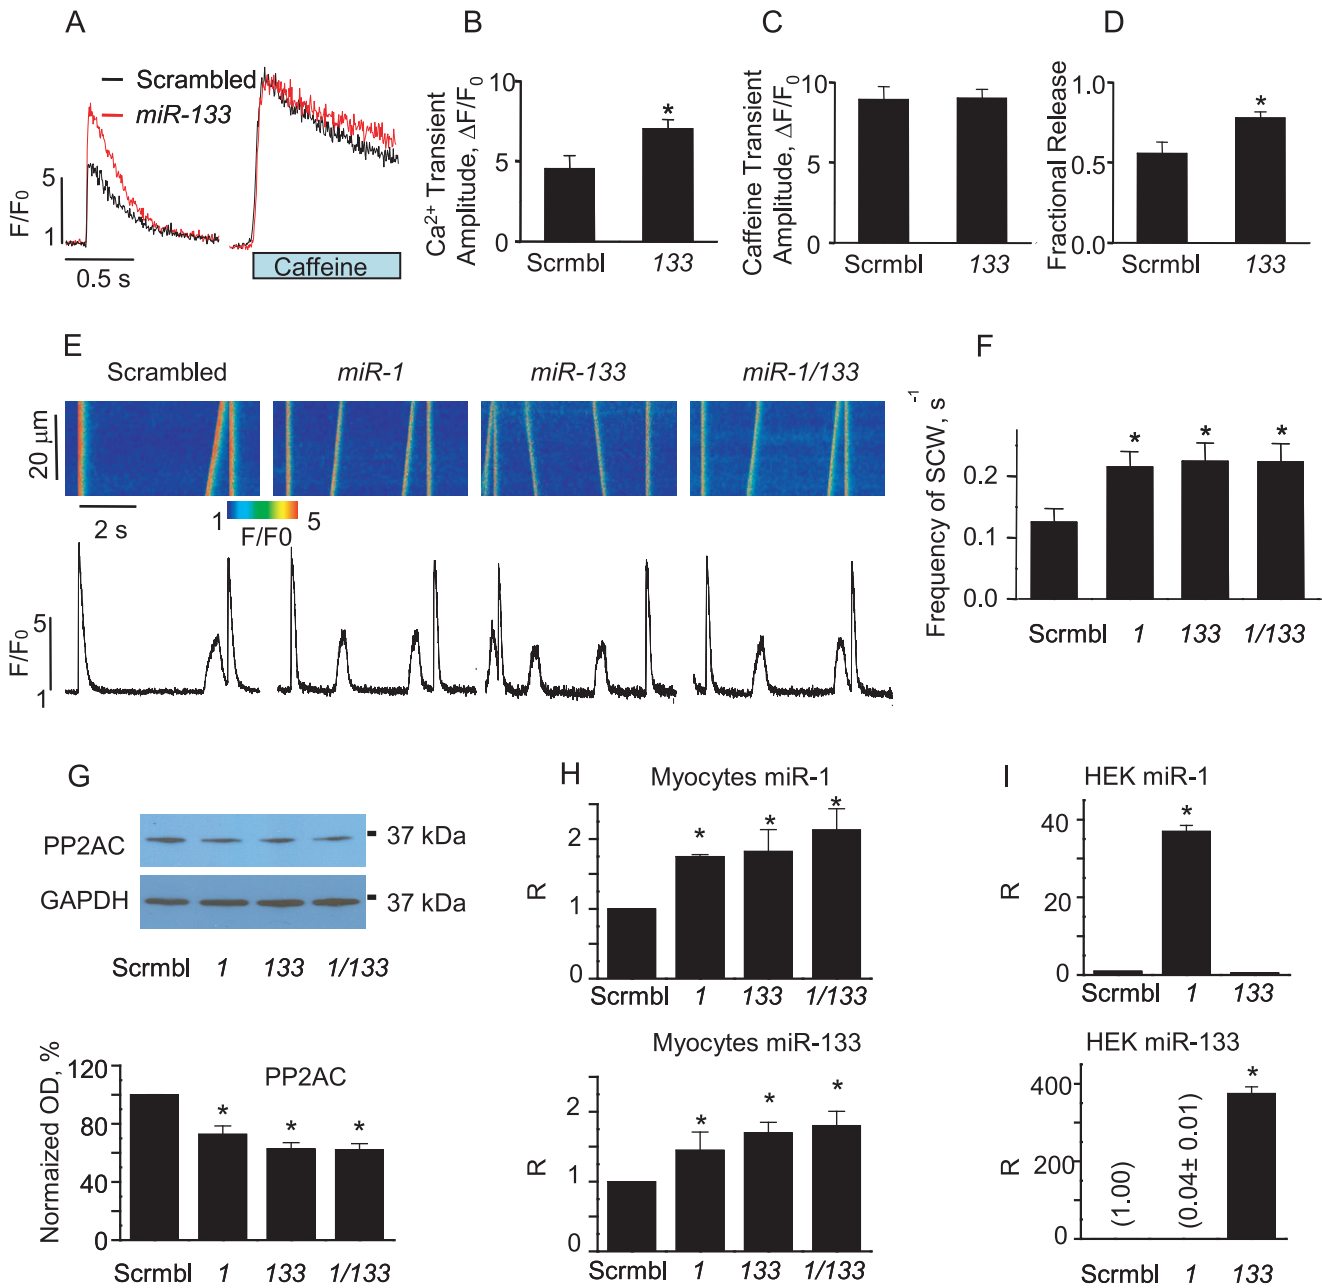 A
Scrambled
miR-133
5
1
F/F0
0.5 s
Caffeine
B
Ca2+ Transient
Amplitude, ΔF/F0
10
5
0
*
Scrmbl 133
C
Caffeine Transient
Amplitude, ΔF/F0
10
5
0
Scrmbl 133
D
Fractional Release
1.0
0.5
0.0
*
Scrmbl 133
E
Scrambled miR-1 miR-133 miR-1/133
20 μm
2 s
1 5
F/F0
5
1
F/F0
F
Frequency of SCW, s-1
0.2
0.1
0.0
* * *
Scrmbl 1 133 1/133
G
PP2AC
37 kDa
GAPDH
37 kDa
Scrmbl 1 133 1/133
Normaized OD, %
120
80
40
0
PP2AC
* * *
Scrmbl 1 133 1/133
H
Myocytes miR-1
R
2
1
0
* * *
Scrmbl 1 133 1/133
Myocytes miR-133
R
2
1
0
* * *
Scrmbl 1 133 1/133
I
HEK miR-1
R
40
20
0
*
Scrmbl 1 133
HEK miR-133
R
400
200
0
(1.00)
(0.04± 0.01)
*
Scrmbl 1 133